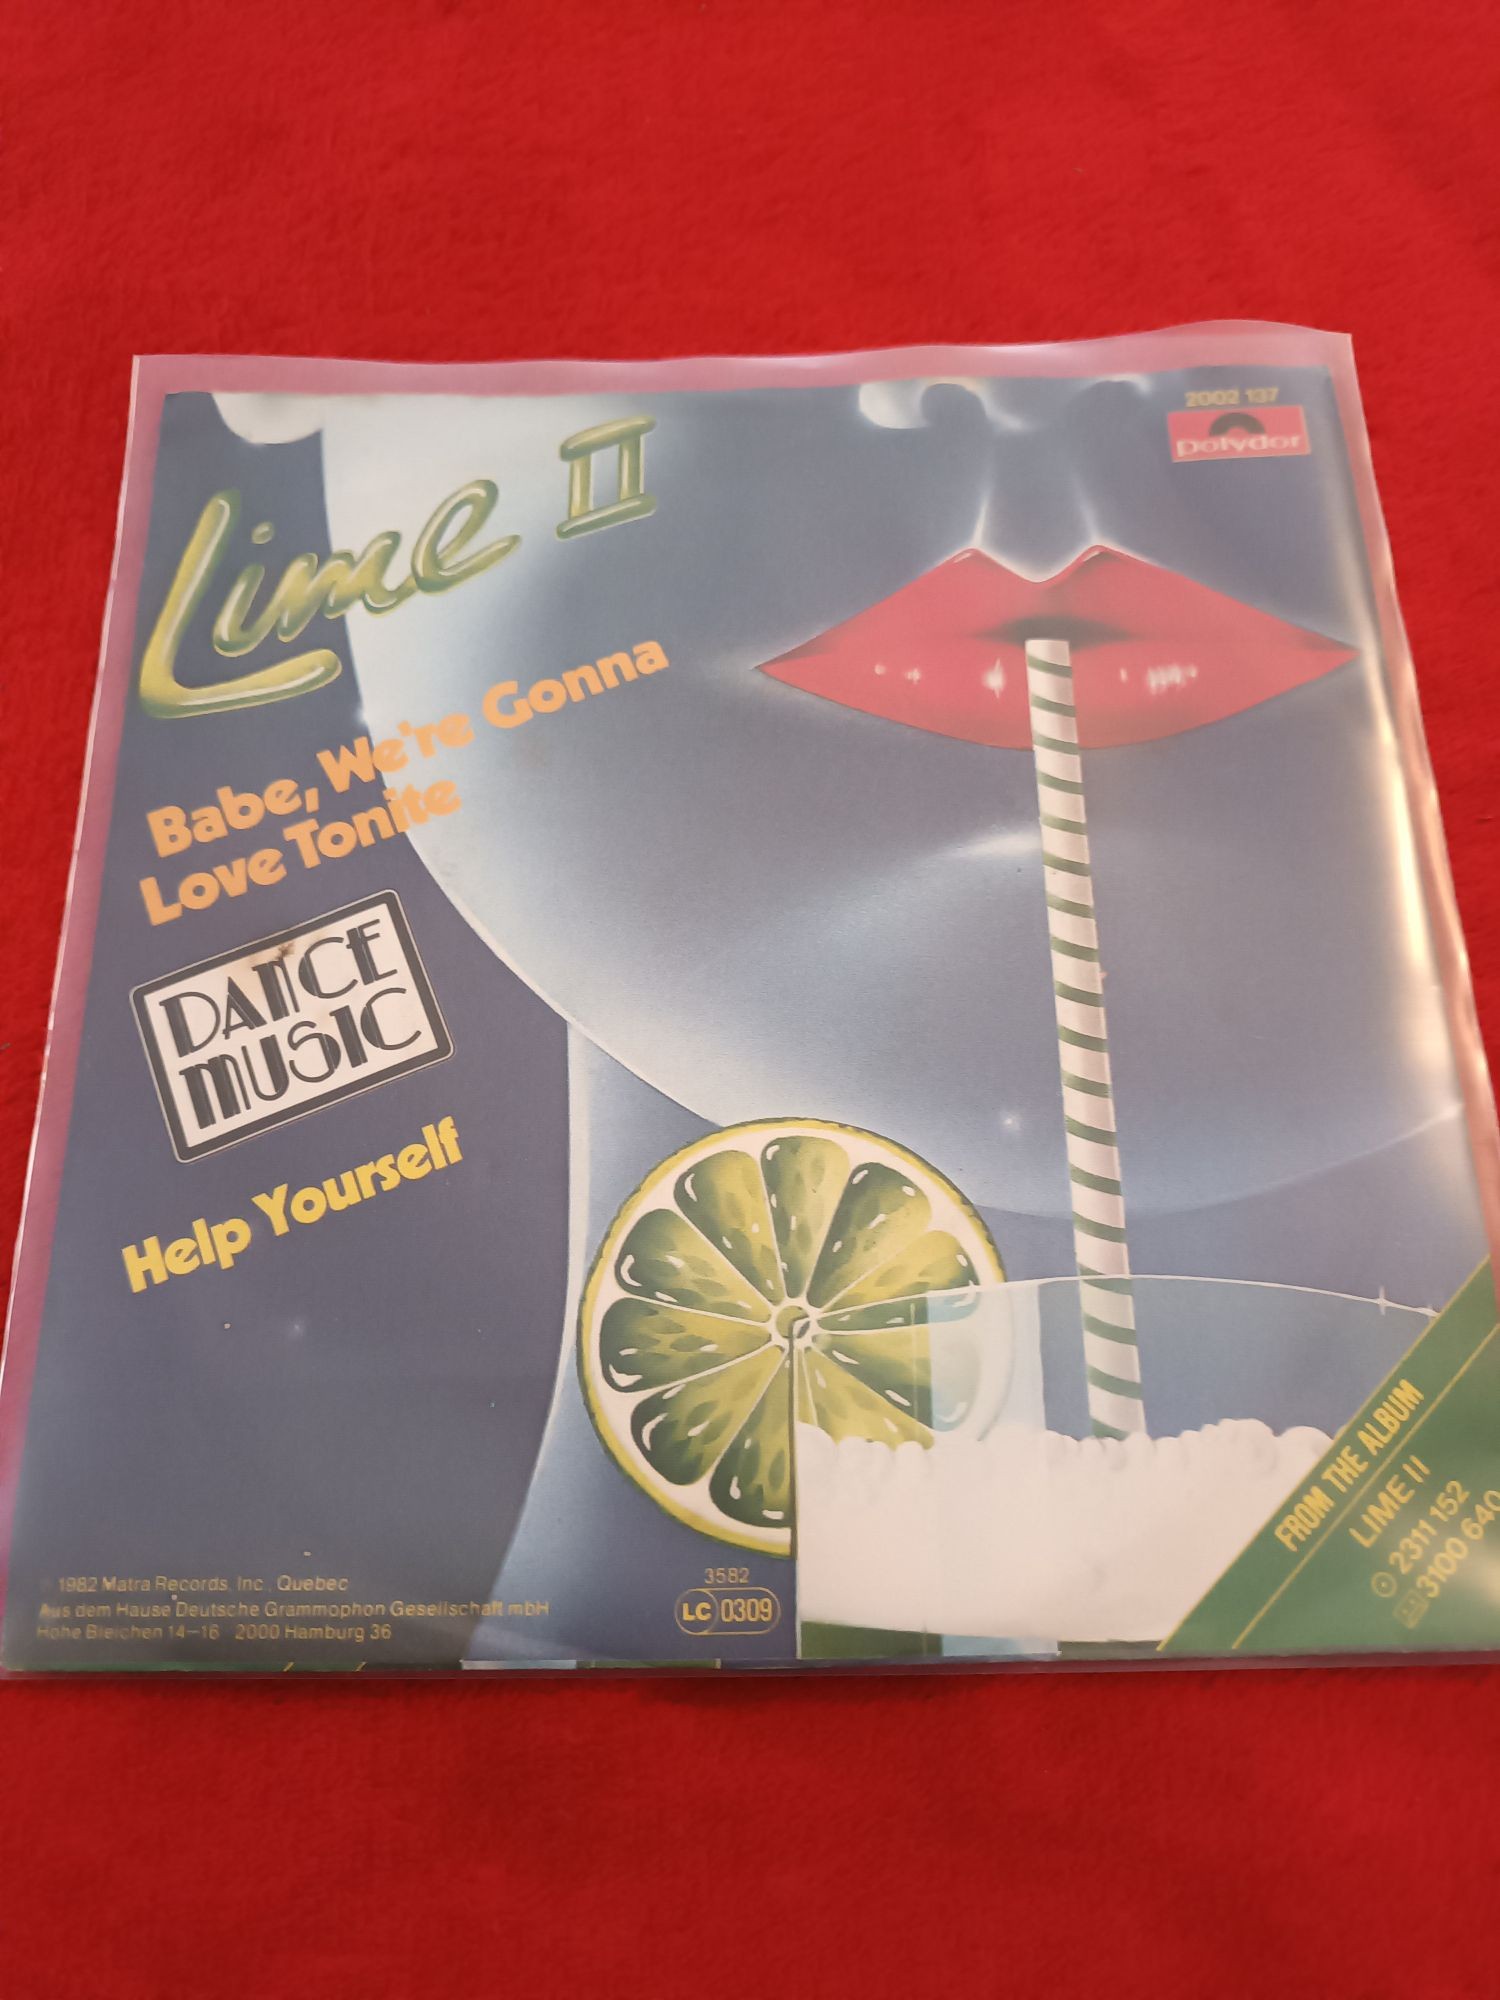 2002 137
Polydor
Lime II
Babe, We're Gonna
Love Tonite
DANCE
MUSIC
Help Yourself
FROM THE ALBUM
LIME II
2311 152
3100 640
1982 Matra Records, Inc., Quebec
Aus dem Hause Deutsche Grammophon Gesellschaft mbH
Hohe Bleichen 14-16 2000 Hamburg 36
3582
LC 0309